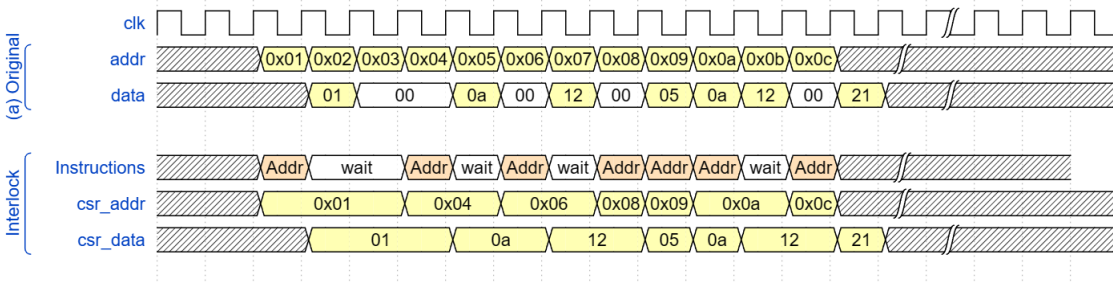 clk
(a) Original
addr 0x01 0x02 0x03 0x04 0x05 0x06 0x07 0x08 0x09 0x0a 0x0b 0x0c
data 01 00 0a 00 12 00 05 0a 12 00 21
Interlock
Instructions Addr wait Addr wait Addr wait Addr Addr Addr wait Addr
csr_addr 0x01 0x04 0x06 0x08 0x09 0x0a 0x0c
csr_data 01 0a 12 05 0a 12 21